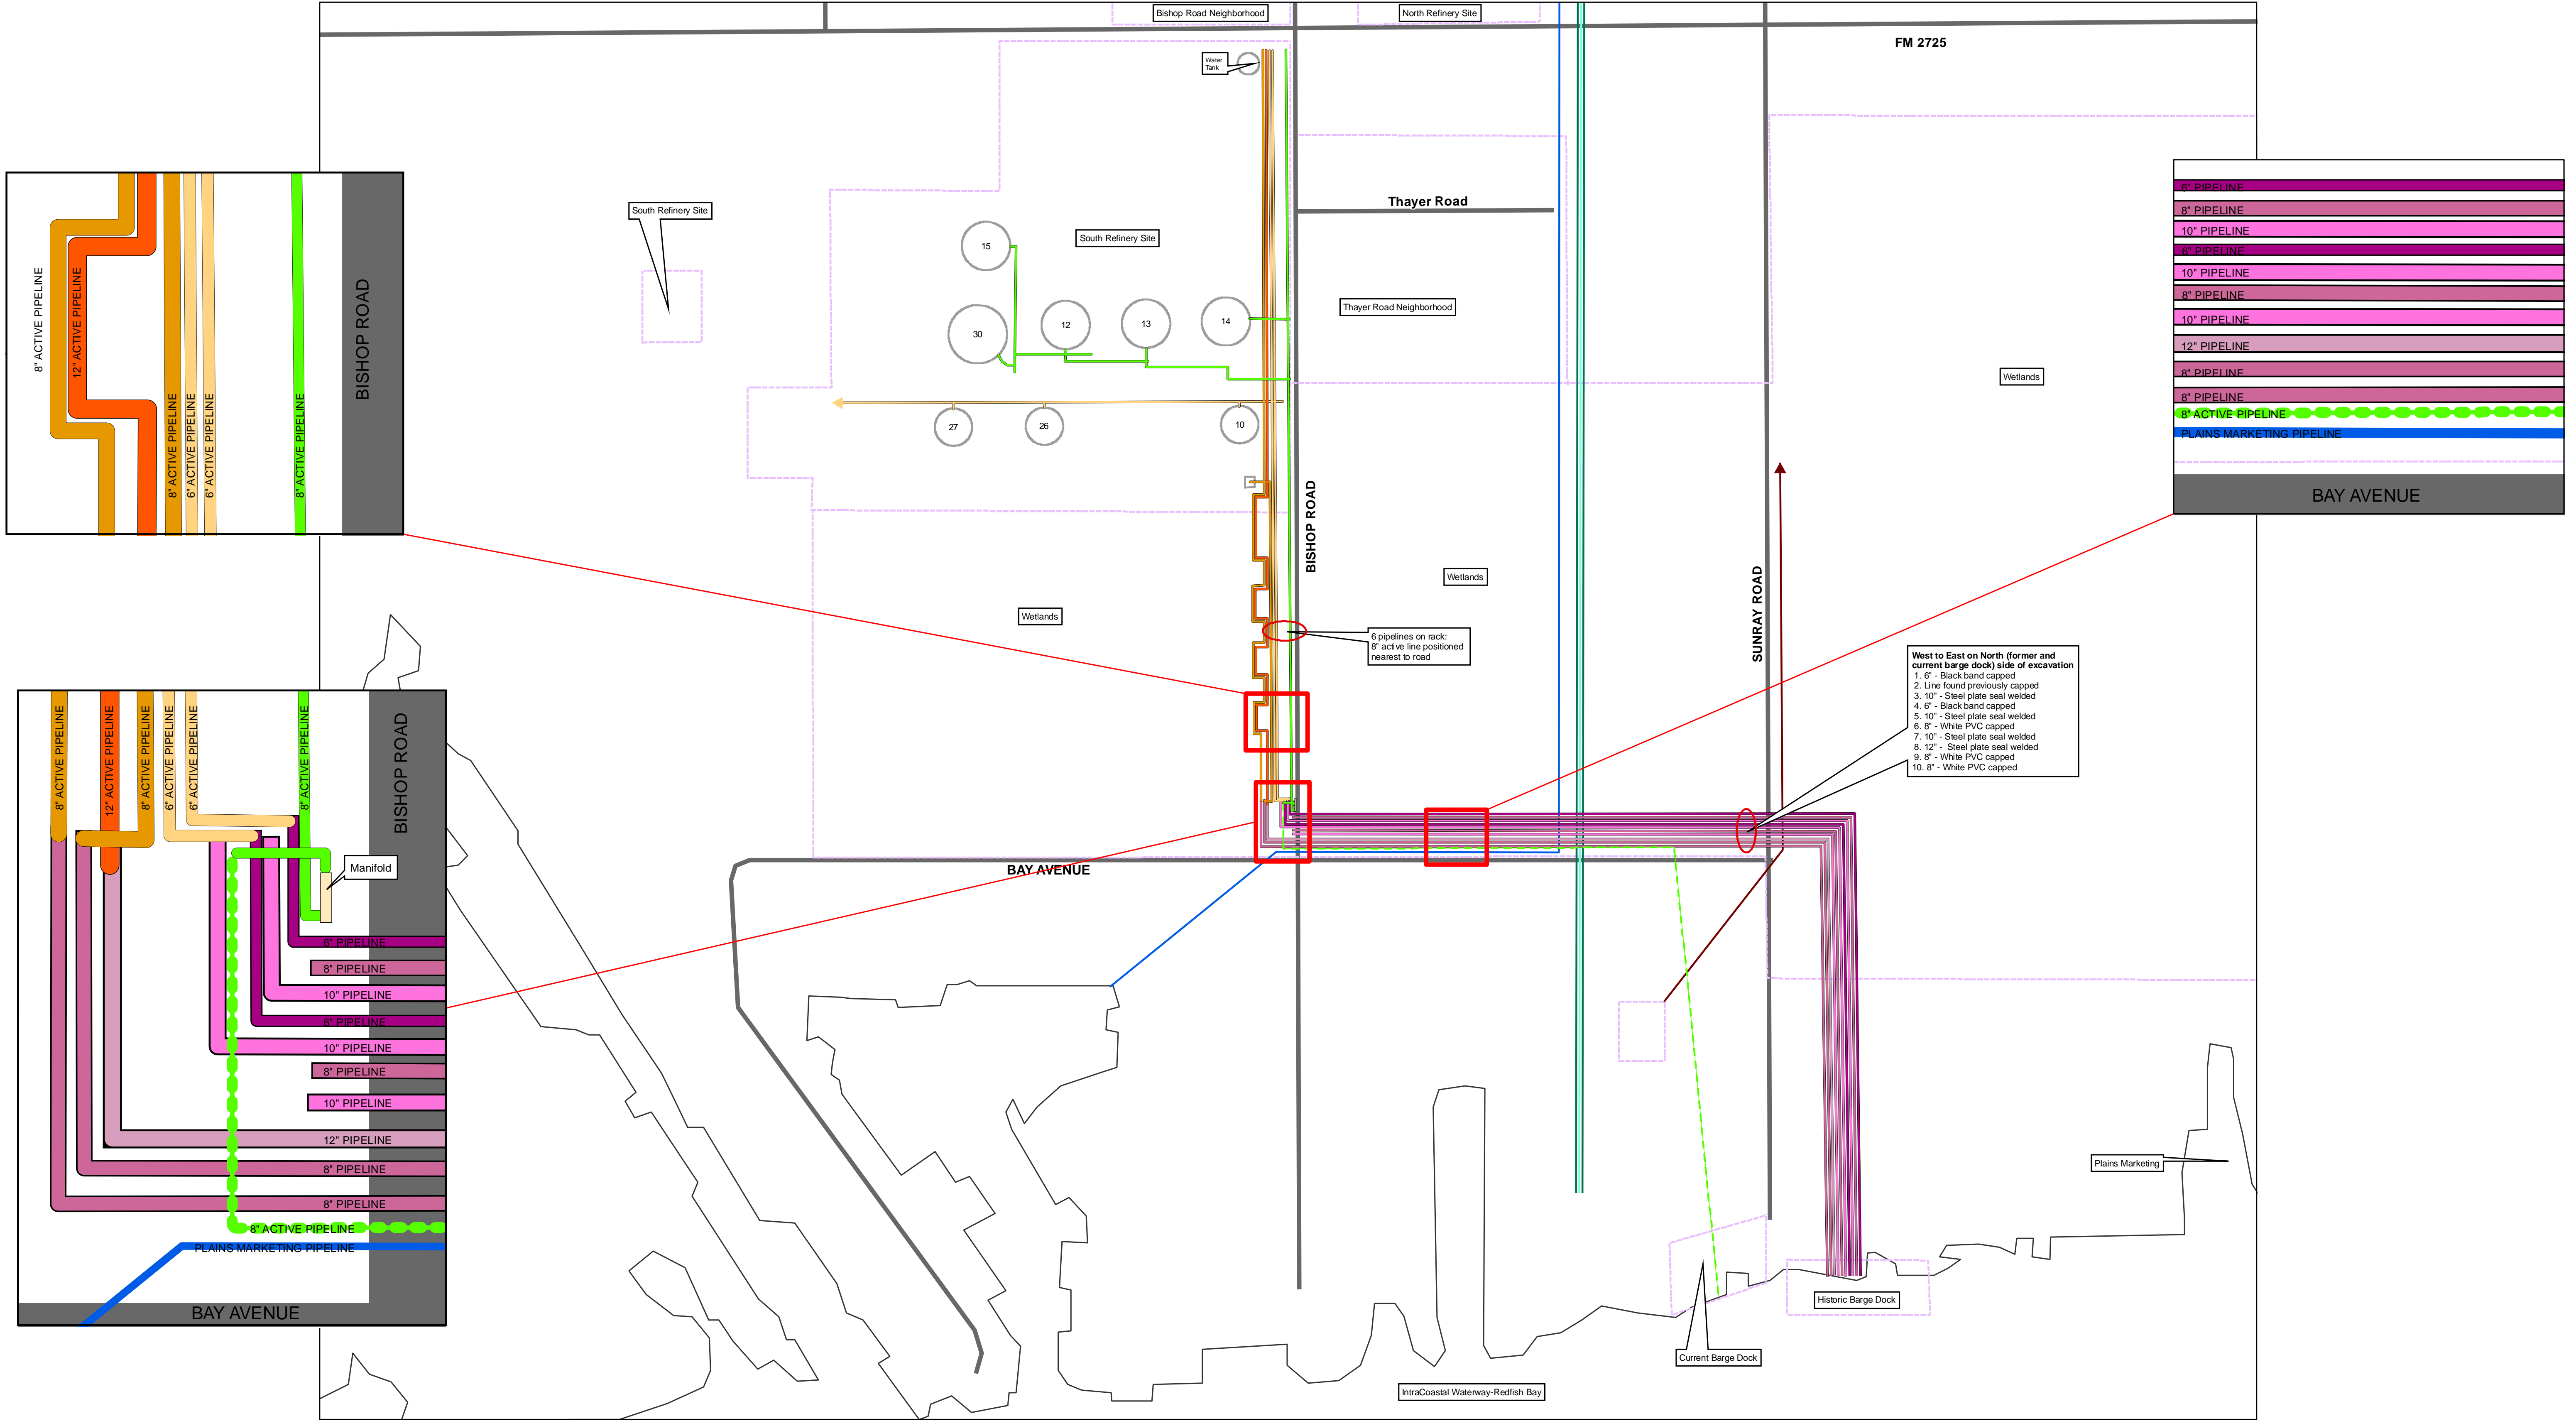 Bishop Road Neighborhood
North Refinery Site
FM 2725
Water
Tank
South Refinery Site
Thayer Road
15
South Refinery Site
30
12
13
14
Thayer Road Neighborhood
Wetlands
27
26
10
BISHOP ROAD
Wetlands
Wetlands
SUNRAY ROAD
6 pipelines on rack:
8" active line positioned
nearest to road
West to East on North (former and
current barge dock) side of excavation
1. 6" - Black band capped
2. Line found previously capped
3. 10" - Steel plate seal welded
4. 6" - Black band capped
5. 10" - Steel plate seal welded
6. 8" - White PVC capped
7. 10" - Steel plate seal welded
8. 12" - Steel plate seal welded
9. 8" - White PVC capped
10. 8" - White PVC capped
BAY AVENUE
Plains Marketing
Historic Barge Dock
Current Barge Dock
IntraCoastal Waterway-Redfish Bay
8" ACTIVE PIPELINE
12" ACTIVE PIPELINE
8" ACTIVE PIPELINE
6" ACTIVE PIPELINE
6" ACTIVE PIPELINE
8" ACTIVE PIPELINE
BISHOP ROAD
6" PIPELINE
8" PIPELINE
10" PIPELINE
6" PIPELINE
10" PIPELINE
8" PIPELINE
10" PIPELINE
12" PIPELINE
8" PIPELINE
8" PIPELINE
8" ACTIVE PIPELINE
PLAINS MARKETING PIPELINE
BAY AVENUE
8" ACTIVE PIPELINE
12" ACTIVE PIPELINE
8" ACTIVE PIPELINE
6" ACTIVE PIPELINE
6" ACTIVE PIPELINE
8" ACTIVE PIPELINE
BISHOP ROAD
Manifold
6" PIPELINE
8" PIPELINE
10" PIPELINE
6" PIPELINE
10" PIPELINE
8" PIPELINE
10" PIPELINE
12" PIPELINE
8" PIPELINE
8" PIPELINE
8" ACTIVE PIPELINE
PLAINS MARKETING PIPELINE
BAY AVENUE